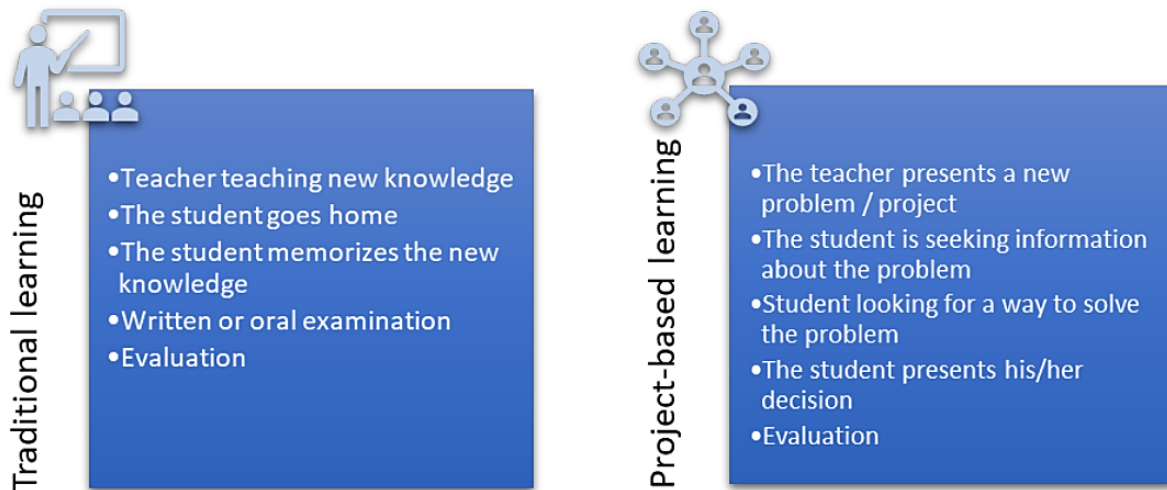 Traditional learning
•Teacher teaching new knowledge
•The student goes home
•The student memorizes the new
knowledge
•Written or oral examination
•Evaluation
Project-based learning
•The teacher presents a new
problem / project
•The student is seeking information
about the problem
•Student looking for a way to solve
the problem
•The student presents his/her
decision
•Evaluation